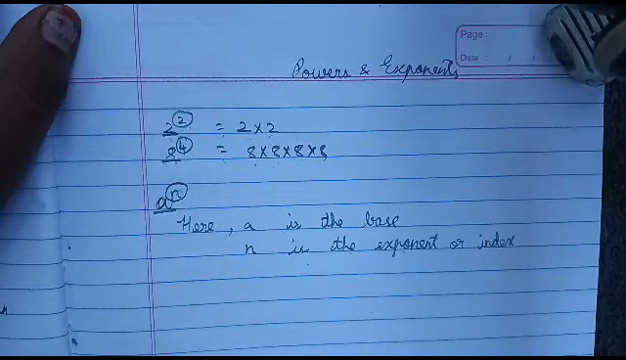 Page:
Date: / /
Powers & Exponents
2² = 2×2
8⁴ = 8×8×8×8
aⁿ
Here, a is the base
n is the exponent or index